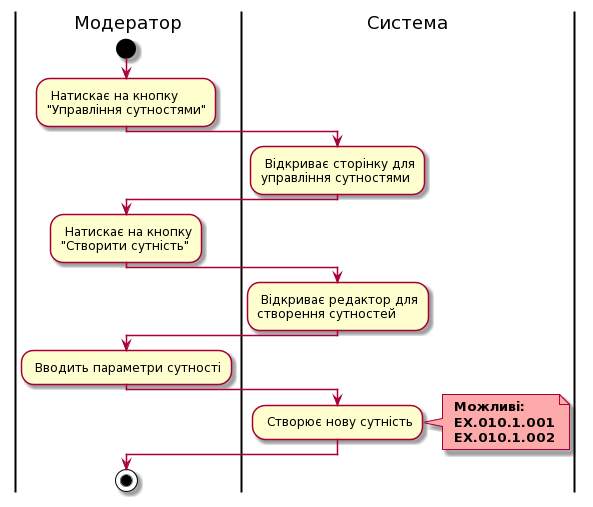 Модератор
Система
Натискає на кнопку
"Управління сутностями"
Відкриває сторінку для
управління сутностями
Натискає на кнопку
"Створити сутність"
Відкриває редактор для
створення сутностей
Вводить параметри сутності
Створює нову сутність
Можливі:
EX.010.1.001
EX.010.1.002